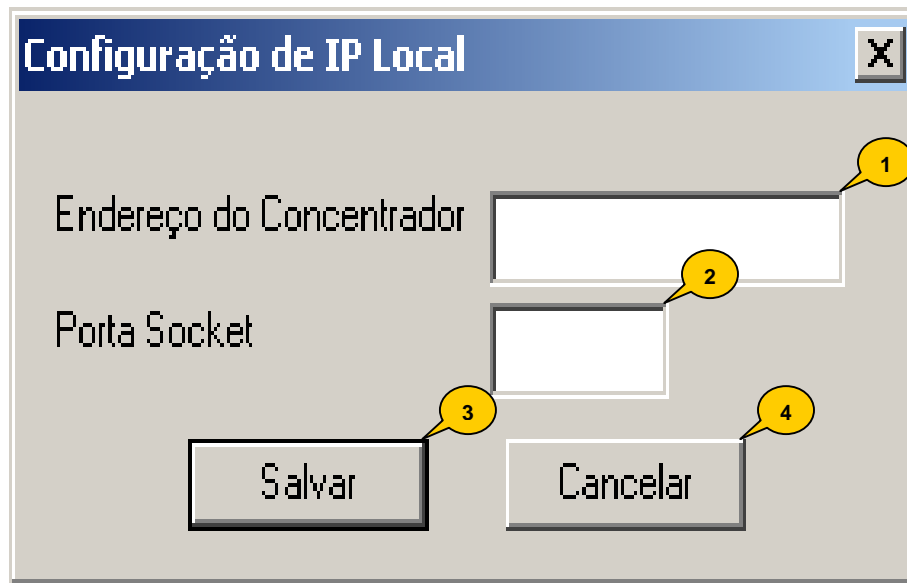 Configuração de IP Local
X
1
Endereço do Concentrador
2
Porta Socket
3
4
Salvar
Cancelar